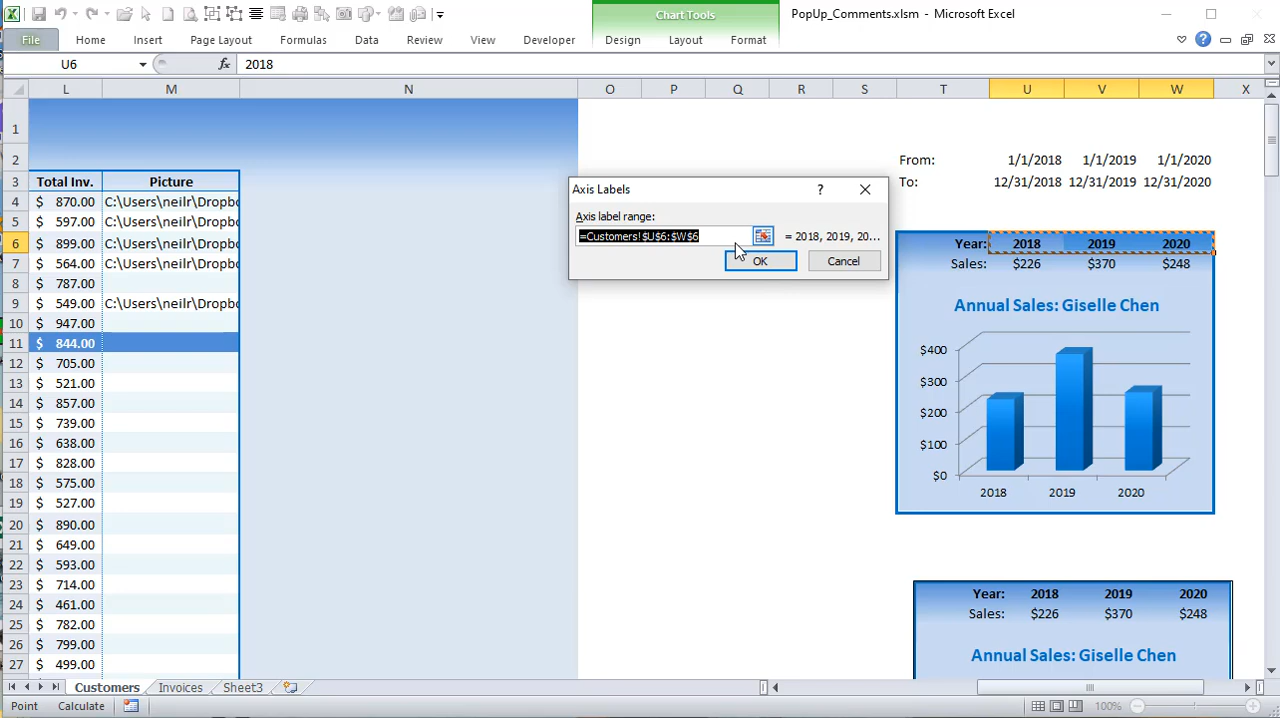 Chart Tools
PopUp_Comments.xlsm - Microsoft Excel
File Home Insert Page Layout Formulas Data Review View Developer Design Layout Format
U6 fx 2018
L M N O P Q R S T U V W X
1
2 From: 1/1/2018 1/1/2019 1/1/2020
3 Total Inv. Picture To: 12/31/2018 12/31/2019 12/31/2020
4 $ 870.00 C:\Users\neilr\Dropbo
5 $ 597.00 C:\Users\neilr\Dropbo
6 $ 899.00 C:\Users\neilr\Dropbo Year: 2018 2019 2020
7 $ 564.00 C:\Users\neilr\Dropbo Sales: $226 $370 $248
8 $ 787.00
9 $ 549.00 C:\Users\neilr\Dropbo
10 $ 947.00
11 $ 844.00
12 $ 705.00
13 $ 521.00
14 $ 857.00
15 $ 739.00
16 $ 638.00
17 $ 828.00
18 $ 575.00
19 $ 527.00
20 $ 890.00
21 $ 649.00
22 $ 593.00
23 $ 714.00
24 $ 461.00
25 $ 782.00
26 $ 799.00
27 $ 499.00
Axis Labels ?
Axis label range:
=Customers!$U$6:$W$6 = 2018, 2019, 20...
OK Cancel
Annual Sales: Giselle Chen
$400
$300
$200
$100
$0
2018 2019 2020
Year: 2018 2019 2020
Sales: $226 $370 $248
Annual Sales: Giselle Chen
Customers Invoices Sheet3
Point Calculate 100%